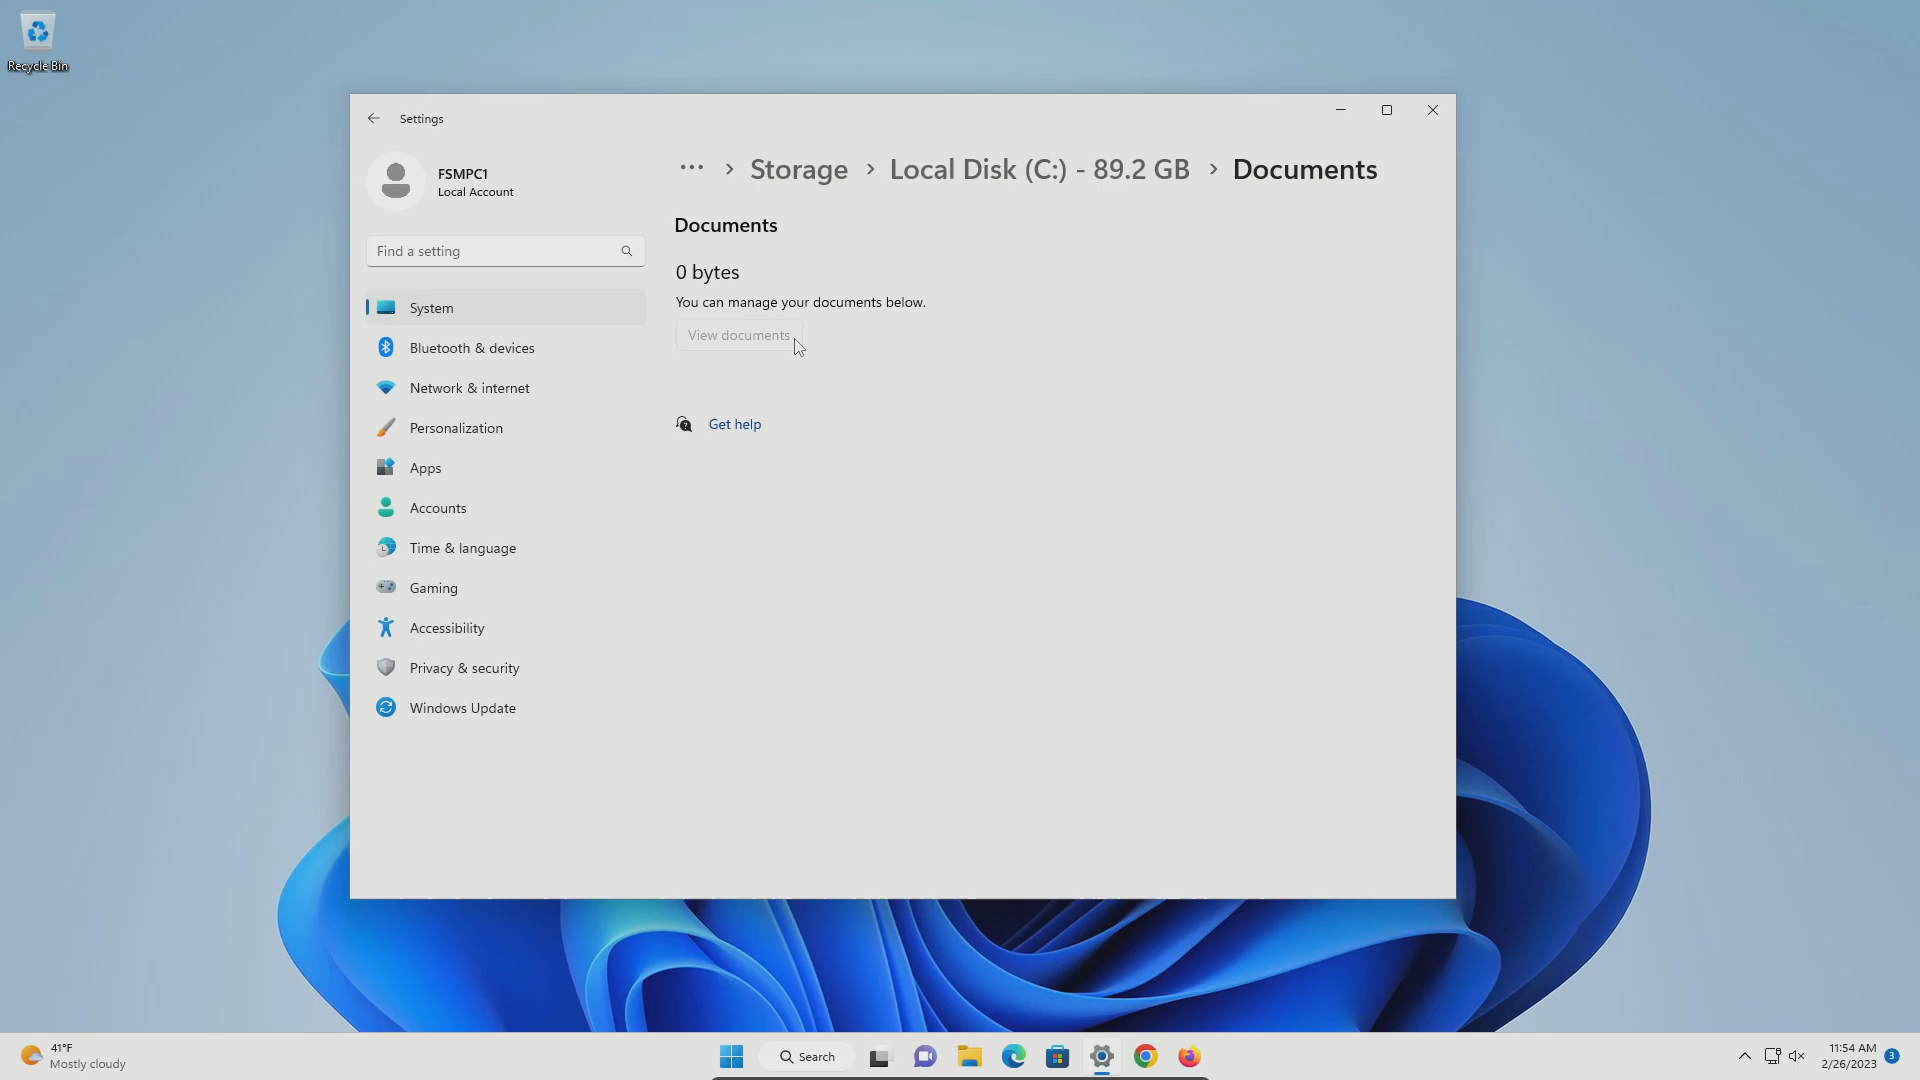 Recycle Bin
Settings
FSMPC1
Local Account
Find a setting
System
Bluetooth & devices
Network & internet
Personalization
Apps
Accounts
Time & language
Gaming
Accessibility
Privacy & security
Windows Update
... > Storage > Local Disk (C:) - 89.2 GB > Documents
Documents
0 bytes
You can manage your documents below.
View documents
Get help
41°F
Mostly cloudy
Search
11:54 AM
2/26/2023
3